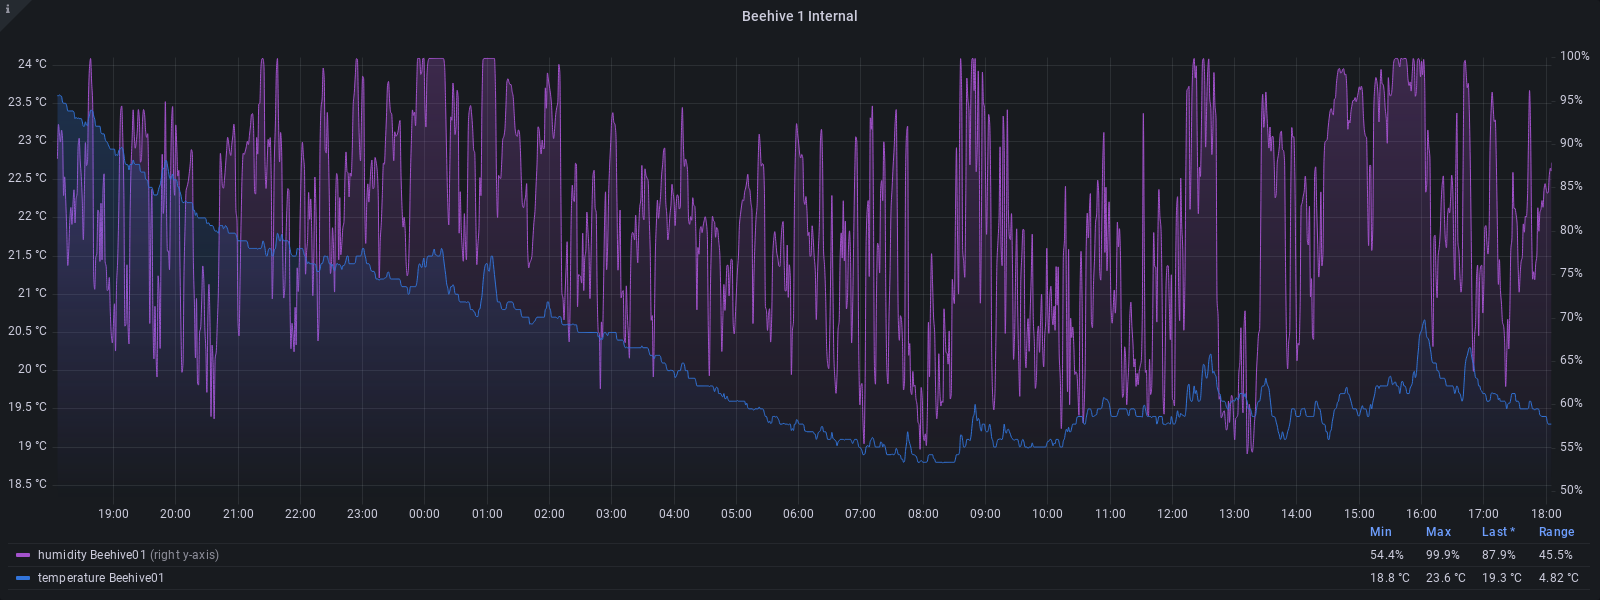 i
Beehive 1 Internal
24 °C
23.5 °C
23 °C
22.5 °C
22 °C
21.5 °C
21 °C
20.5 °C
20 °C
19.5 °C
19 °C
18.5 °C
100%
95%
90%
85%
80%
75%
70%
65%
60%
55%
50%
19:00 20:00 21:00 22:00 23:00 00:00 01:00 02:00 03:00 04:00 05:00 06:00 07:00 08:00 09:00 10:00 11:00 12:00 13:00 14:00 15:00 16:00 17:00 18:00
Min Max Last * Range
humidity Beehive01 (right y-axis) 54.4% 99.9% 87.9% 45.5%
temperature Beehive01 18.8 °C 23.6 °C 19.3 °C 4.82 °C